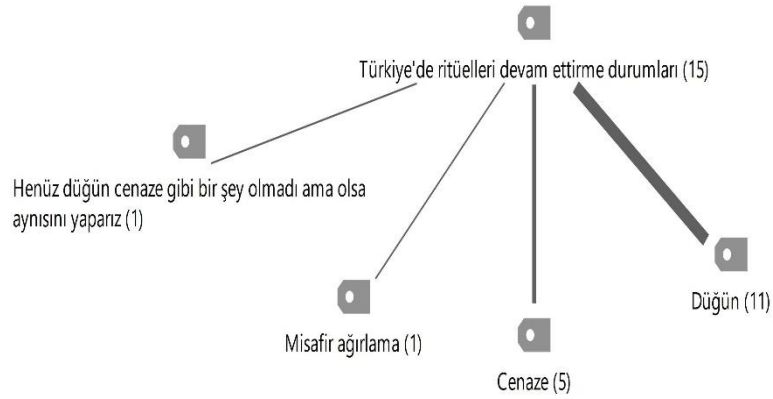 Türkiye'de ritüelleri devam ettirme durumları (15)
Henüz düğün cenaze gibi bir şey olmadı ama olsa
aynısını yaparız (1)
Misafir ağırlama (1)
Cenaze (5)
Düğün (11)